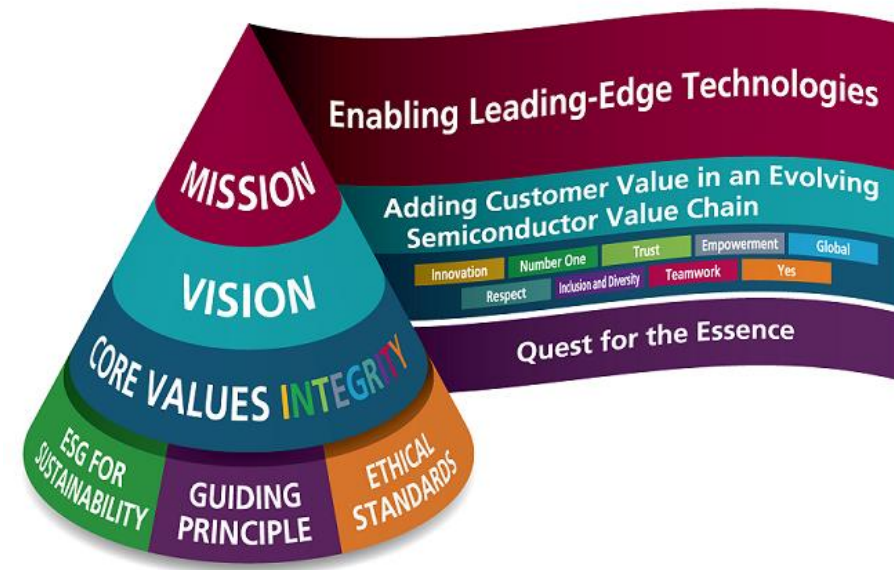 MISSION
Enabling Leading-Edge Technologies
VISION
Adding Customer Value in an Evolving
Semiconductor Value Chain
CORE VALUES INTEGRITY
Innovation
Number One
Trust
Empowerment
Global
Respect
Inclusion and Diversity
Teamwork
Yes
ESG FOR
SUSTAINABILITY
GUIDING
PRINCIPLE
ETHICAL
STANDARDS
Quest for the Essence